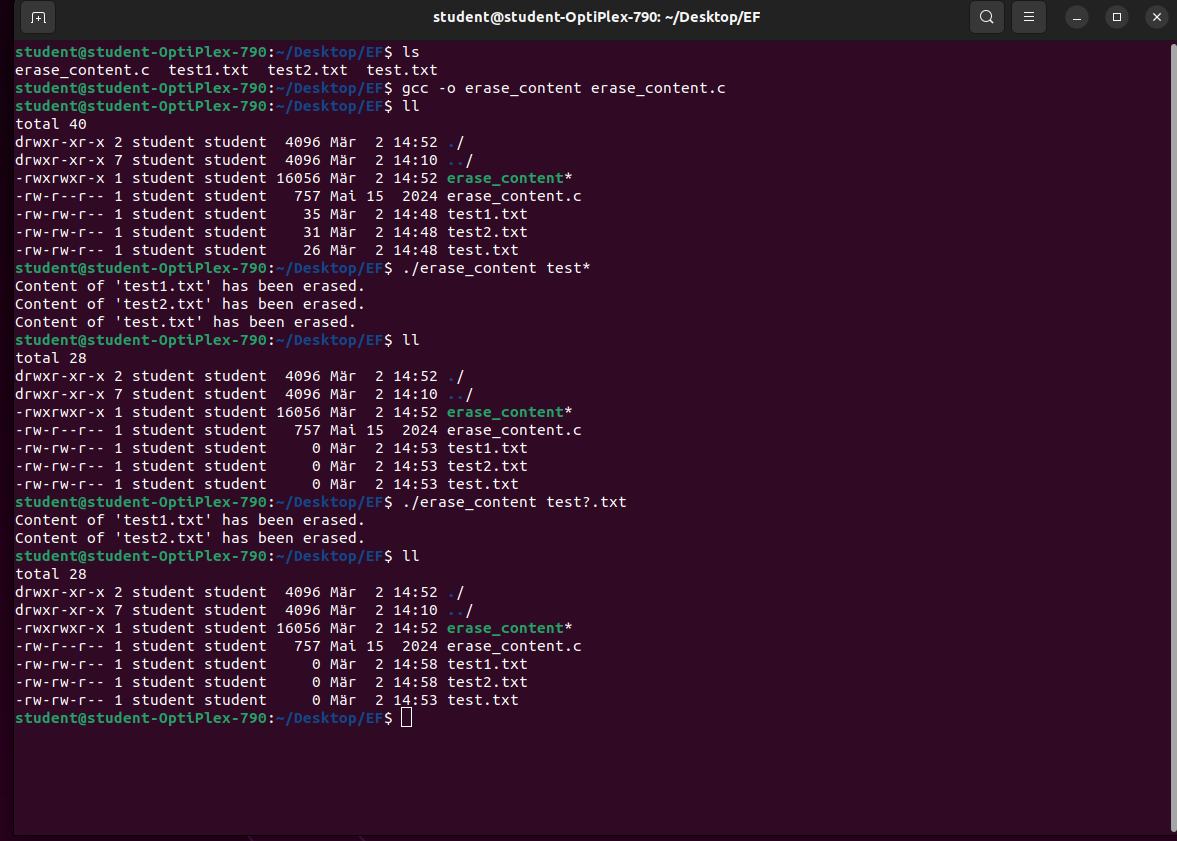 student@student-OptiPlex-790: ~/Desktop/EF
student@student-OptiPlex-790:~/Desktop/EF$ ls
erase_content.c  test1.txt  test2.txt  test.txt
student@student-OptiPlex-790:~/Desktop/EF$ gcc -o erase_content erase_content.c
student@student-OptiPlex-790:~/Desktop/EF$ ll
total 40
drwxr-xr-x 2 student student  4096 Mär  2 14:52 ./
drwxr-xr-x 7 student student  4096 Mär  2 14:10 ../
-rwxrwxr-x 1 student student 16056 Mär  2 14:52 erase_content*
-rw-r--r-- 1 student student   757 Mai 15  2024 erase_content.c
-rw-rw-r-- 1 student student    35 Mär  2 14:48 test1.txt
-rw-rw-r-- 1 student student    31 Mär  2 14:48 test2.txt
-rw-rw-r-- 1 student student    26 Mär  2 14:48 test.txt
student@student-OptiPlex-790:~/Desktop/EF$ ./erase_content test*
Content of 'test1.txt' has been erased.
Content of 'test2.txt' has been erased.
Content of 'test.txt' has been erased.
student@student-OptiPlex-790:~/Desktop/EF$ ll
total 28
drwxr-xr-x 2 student student  4096 Mär  2 14:52 ./
drwxr-xr-x 7 student student  4096 Mär  2 14:10 ../
-rwxrwxr-x 1 student student 16056 Mär  2 14:52 erase_content*
-rw-r--r-- 1 student student   757 Mai 15  2024 erase_content.c
-rw-rw-r-- 1 student student     0 Mär  2 14:53 test1.txt
-rw-rw-r-- 1 student student     0 Mär  2 14:53 test2.txt
-rw-rw-r-- 1 student student     0 Mär  2 14:53 test.txt
student@student-OptiPlex-790:~/Desktop/EF$ ./erase_content test?.txt
Content of 'test1.txt' has been erased.
Content of 'test2.txt' has been erased.
student@student-OptiPlex-790:~/Desktop/EF$ ll
total 28
drwxr-xr-x 2 student student  4096 Mär  2 14:52 ./
drwxr-xr-x 7 student student  4096 Mär  2 14:10 ../
-rwxrwxr-x 1 student student 16056 Mär  2 14:52 erase_content*
-rw-r--r-- 1 student student   757 Mai 15  2024 erase_content.c
-rw-rw-r-- 1 student student     0 Mär  2 14:58 test1.txt
-rw-rw-r-- 1 student student     0 Mär  2 14:58 test2.txt
-rw-rw-r-- 1 student student     0 Mär  2 14:53 test.txt
student@student-OptiPlex-790:~/Desktop/EF$